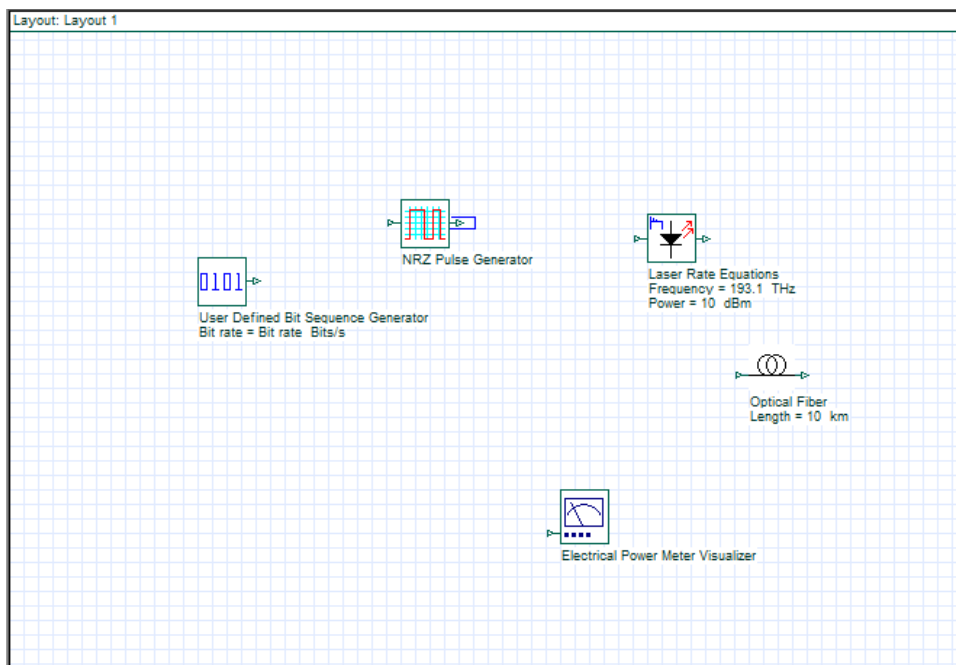 Layout: Layout 1
NRZ Pulse Generator
0101
User Defined Bit Sequence Generator
Bit rate = Bit rate  Bits/s
Laser Rate Equations
Frequency = 193.1  THz
Power = 10  dBm
Optical Fiber
Length = 10  km
Electrical Power Meter Visualizer